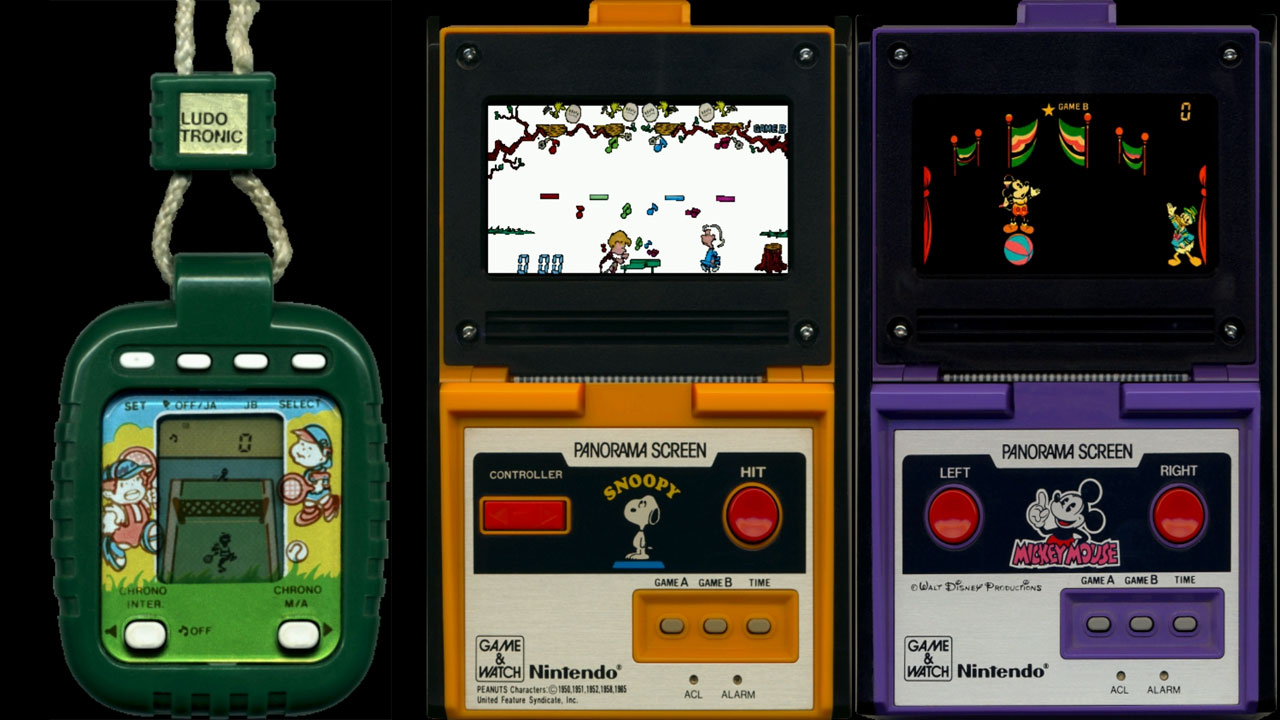 LUDO
TRONIC
SET
OFF/JA
JB
SELECT
0
CHRONO
INTER.
CHRONO
M/A
OFF
GAME B
0 00
PANORAMA SCREEN
CONTROLLER
SNOOPY
HIT
GAME A
GAME B
TIME
GAME
&
WATCH
Nintendo®
PEANUTS Characters:© 1950,1951,1952,1958,1965
United Feature Syndicate, Inc.
ACL
ALARM
GAME B
0
PANORAMA SCREEN
LEFT
RIGHT
MICKEY MOUSE
© WALT DISNEY PRODUCTIONS
GAME A
GAME B
TIME
GAME
&
WATCH
Nintendo®
ACL
ALARM